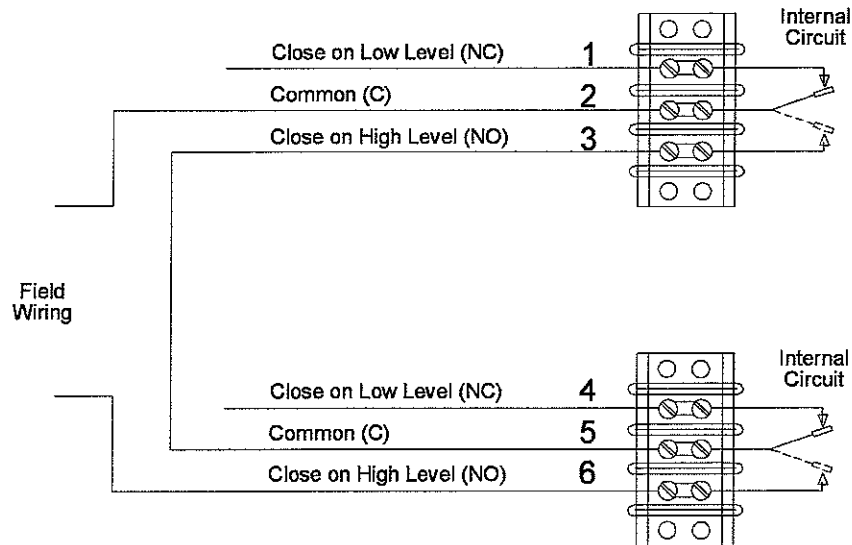 Internal
Circuit
Close on Low Level (NC) 1
Common (C) 2
Close on High Level (NO) 3
Field
Wiring
Internal
Circuit
Close on Low Level (NC) 4
Common (C) 5
Close on High Level (NO) 6